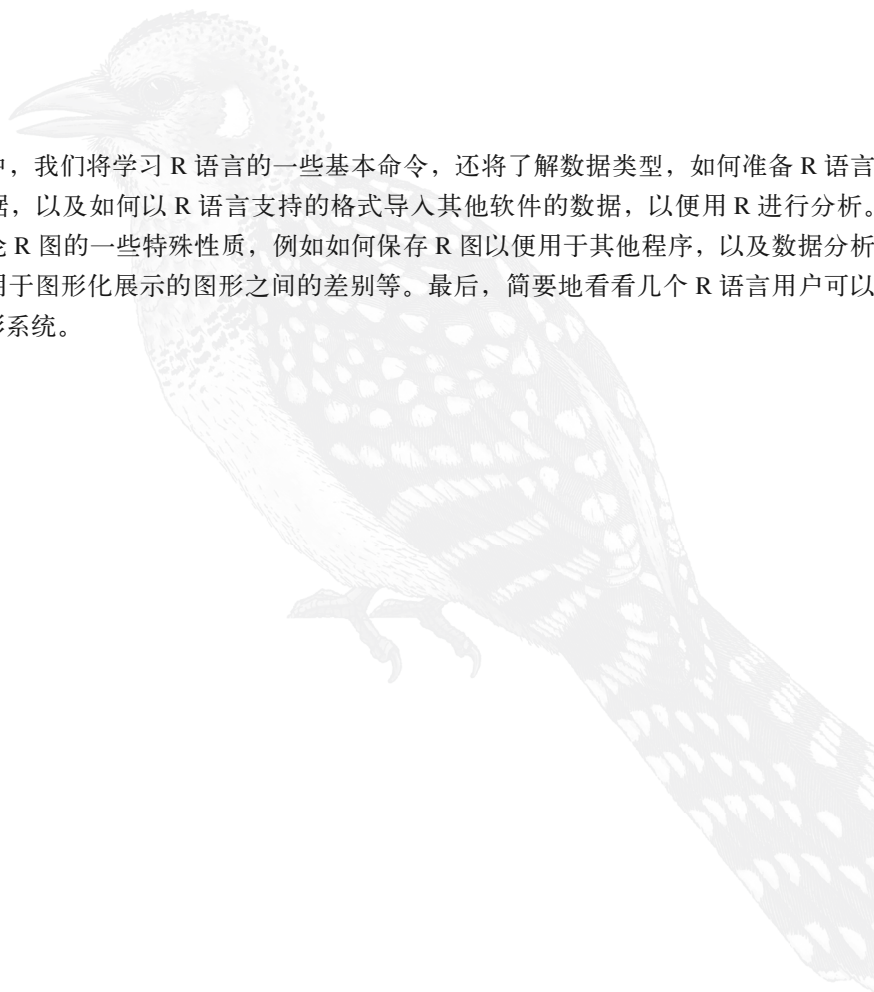 中，我们将学习 R 语言的一些基本命令，还将了解数据类型，如何准备 R 语言
据，以及如何以 R 语言支持的格式导入其他软件的数据，以便用 R 进行分析。
R 图的一些特殊性质，例如如何保存 R 图以便用于其他程序，以及数据分析
用于图形化展示的图形之间的差别等。最后，简要地看看几个 R 语言用户可以
系统。